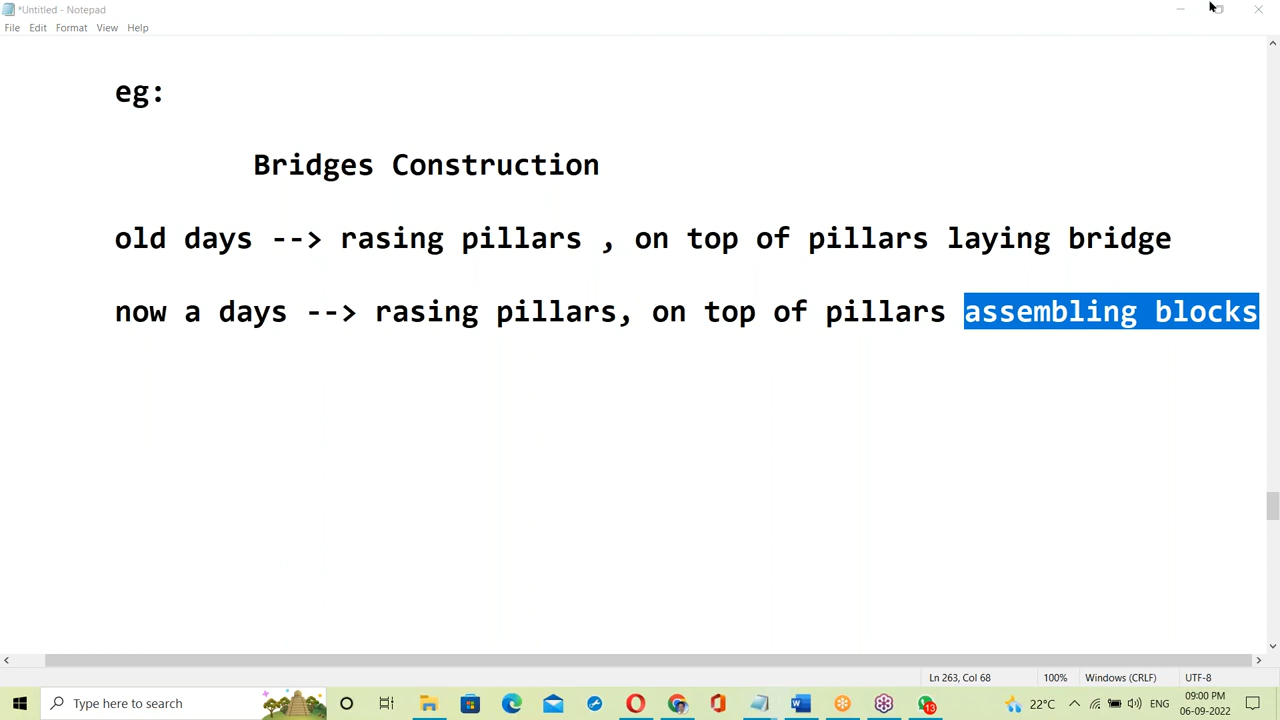 *Untitled - Notepad
File Edit Format View Help
eg:
Bridges Construction
old days --> rasing pillars , on top of pillars laying bridge
now a days --> rasing pillars, on top of pillars assembling blocks
Ln 263, Col 68 100% Windows (CRLF) UTF-8
Type here to search 13 22°C ENG 09:00 PM
06-09-2022